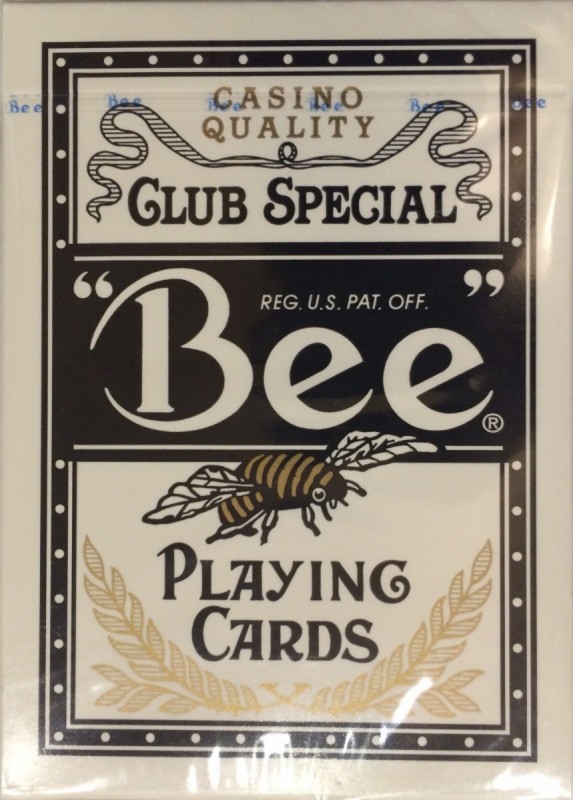 Bee Bee Bee Bee Bee Bee
CASINO
QUALITY
CLUB SPECIAL
“Bee”
REG. U.S. PAT. OFF.
®
PLAYING
CARDS